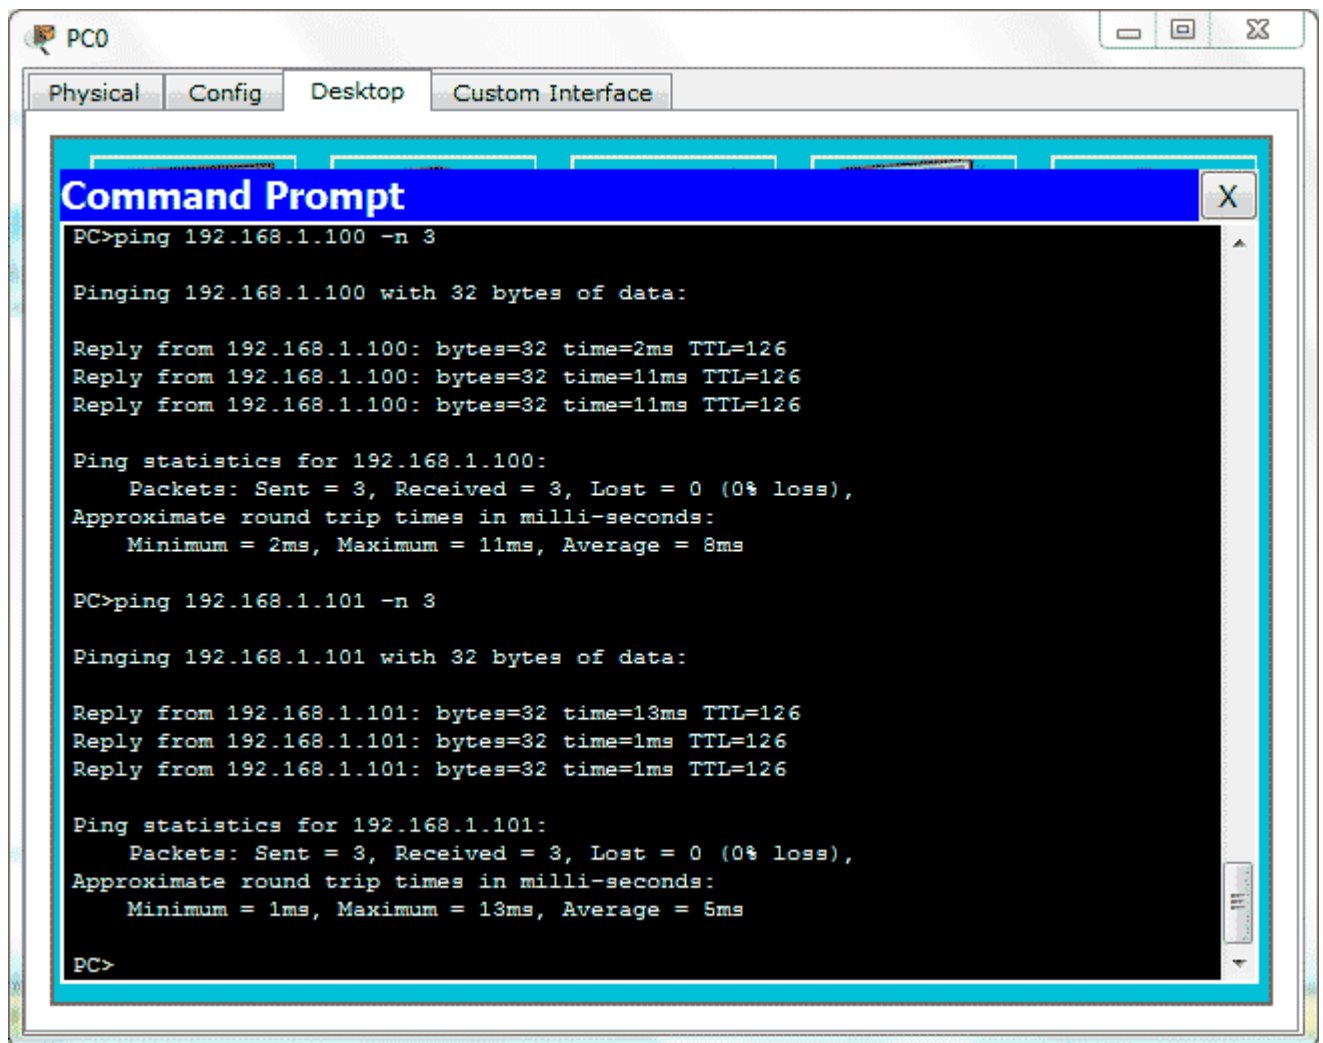 PC0
Physical Config Desktop Custom Interface
Command Prompt X
PC>ping 192.168.1.100 -n 3
Pinging 192.168.1.100 with 32 bytes of data:
Reply from 192.168.1.100: bytes=32 time=2ms TTL=126
Reply from 192.168.1.100: bytes=32 time=11ms TTL=126
Reply from 192.168.1.100: bytes=32 time=11ms TTL=126
Ping statistics for 192.168.1.100:
Packets: Sent = 3, Received = 3, Lost = 0 (0% loss),
Approximate round trip times in milli-seconds:
Minimum = 2ms, Maximum = 11ms, Average = 8ms
PC>ping 192.168.1.101 -n 3
Pinging 192.168.1.101 with 32 bytes of data:
Reply from 192.168.1.101: bytes=32 time=13ms TTL=126
Reply from 192.168.1.101: bytes=32 time=1ms TTL=126
Reply from 192.168.1.101: bytes=32 time=1ms TTL=126
Ping statistics for 192.168.1.101:
Packets: Sent = 3, Received = 3, Lost = 0 (0% loss),
Approximate round trip times in milli-seconds:
Minimum = 1ms, Maximum = 13ms, Average = 5ms
PC>